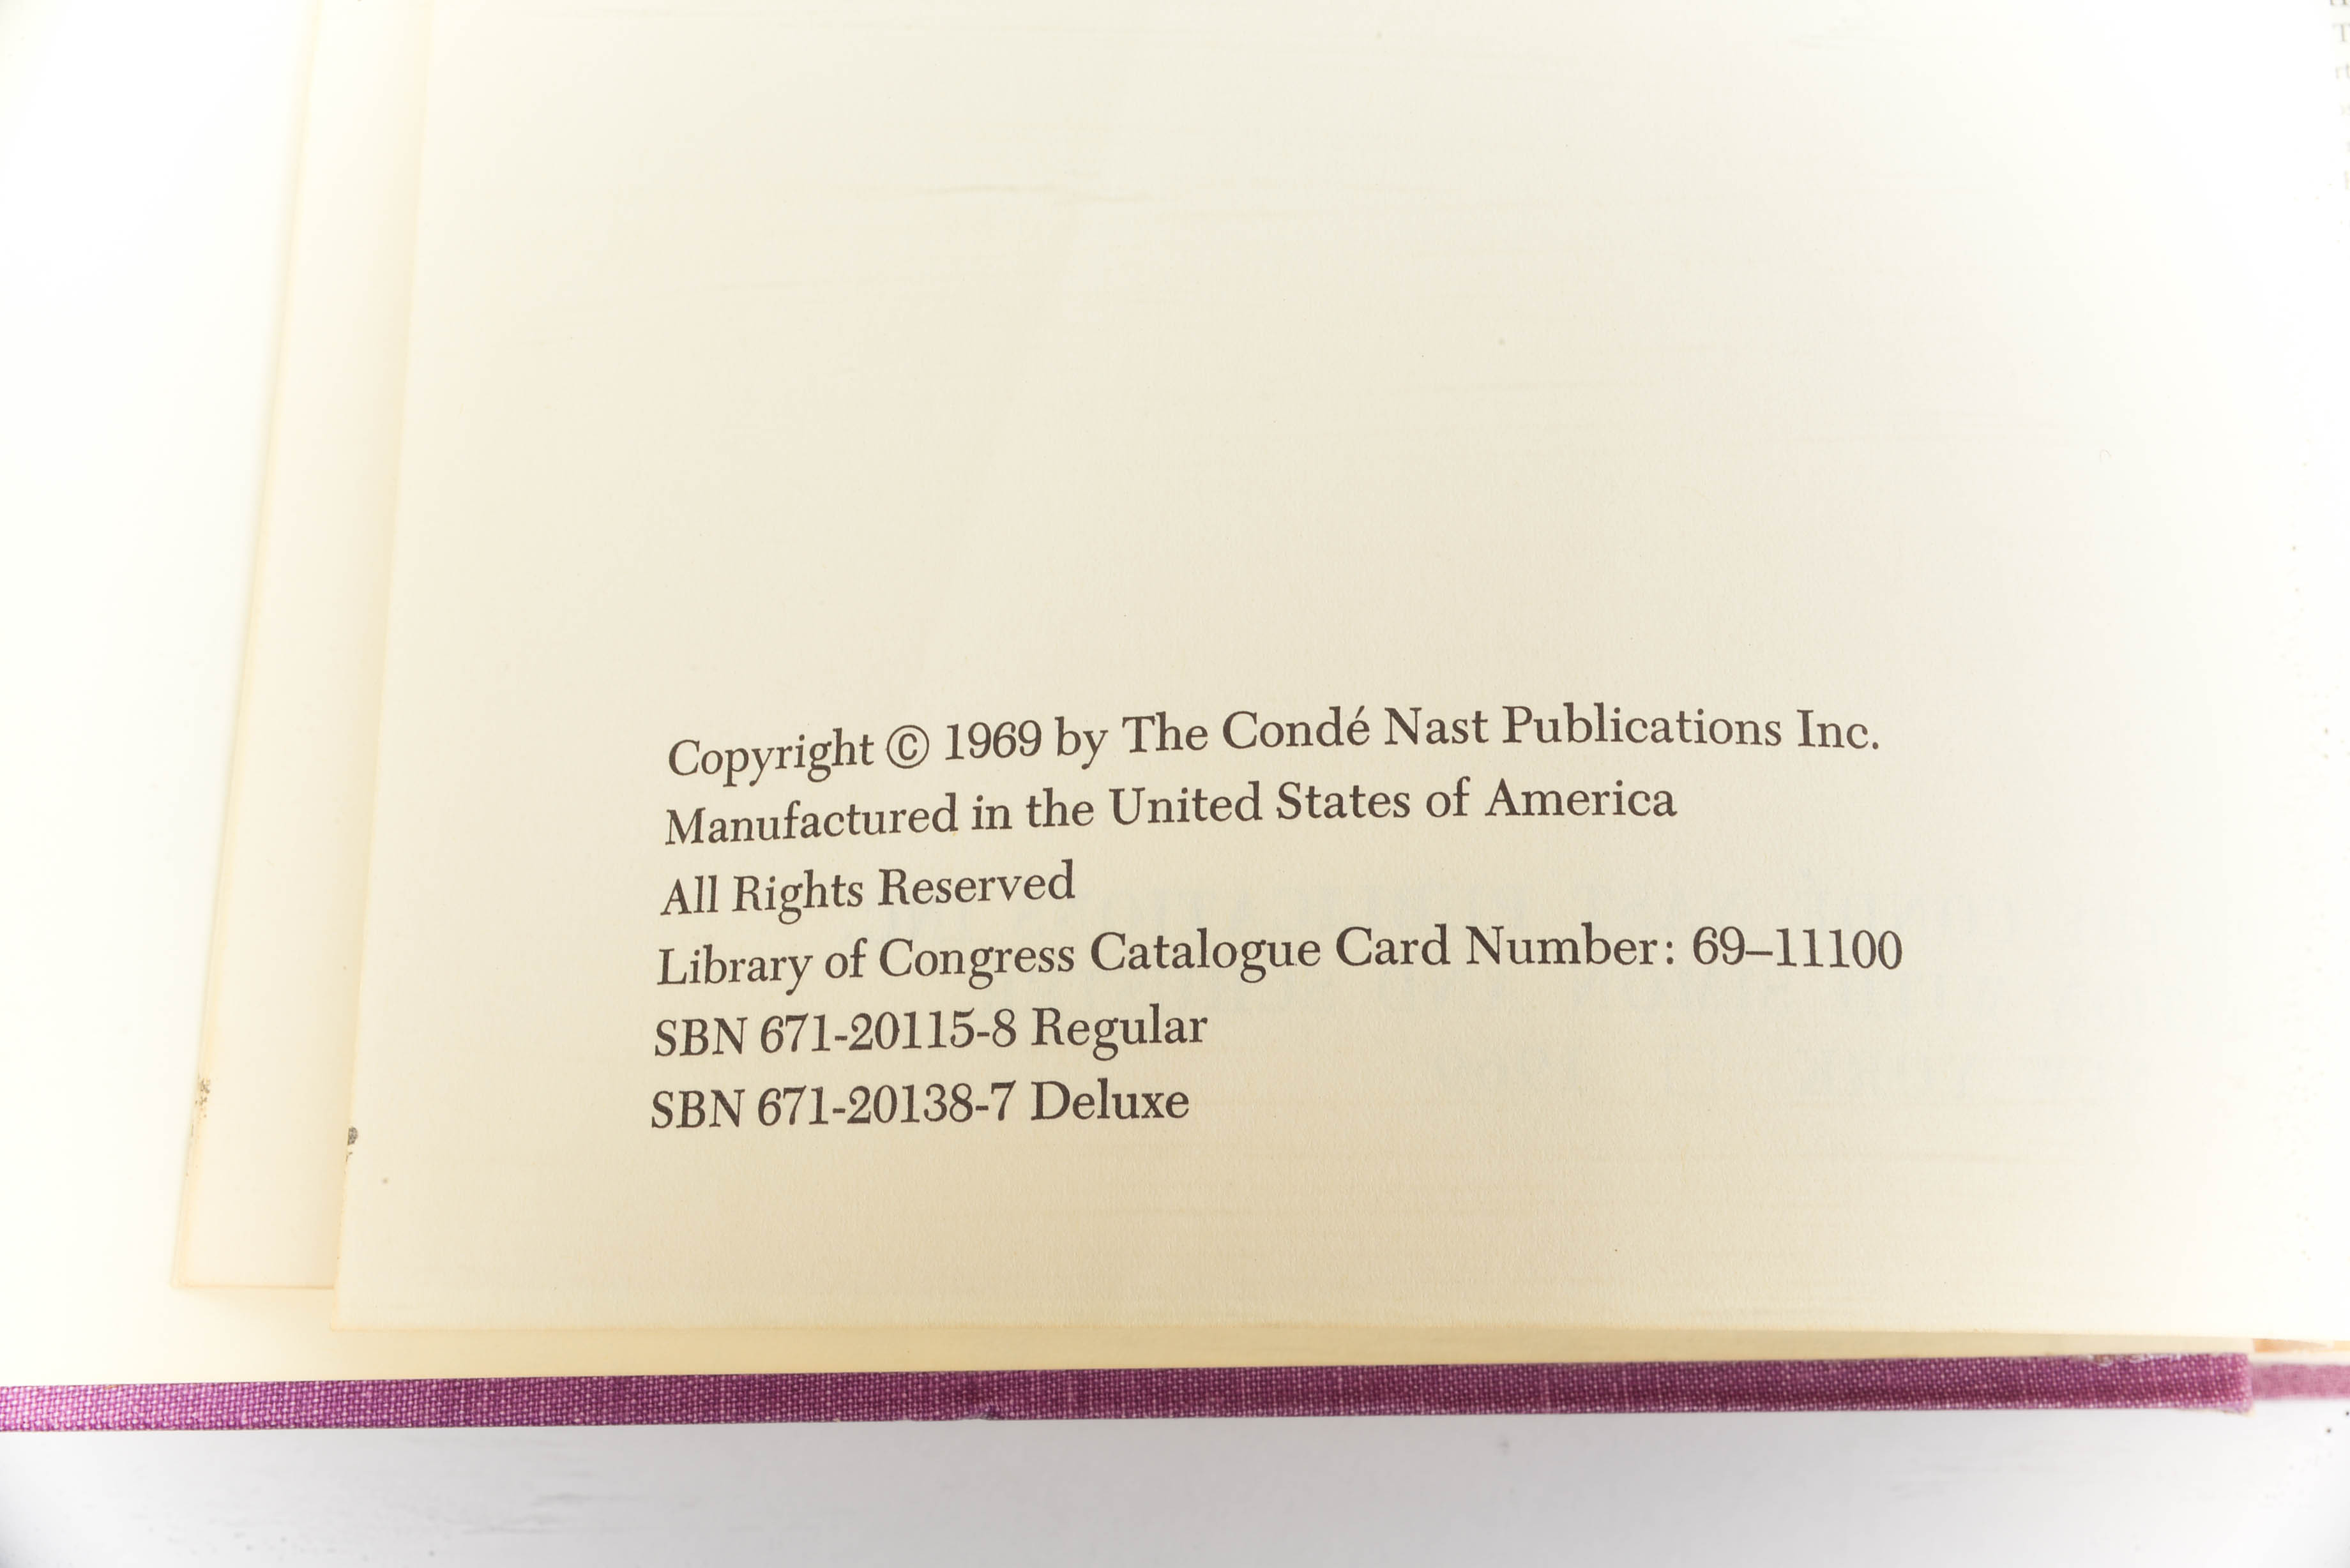 Copyright © 1969 by The Condé Nast Publications Inc.
Manufactured in the United States of America
All Rights Reserved
Library of Congress Catalogue Card Number: 69–11100
SBN 671-20115-8 Regular
SBN 671-20138-7 Deluxe